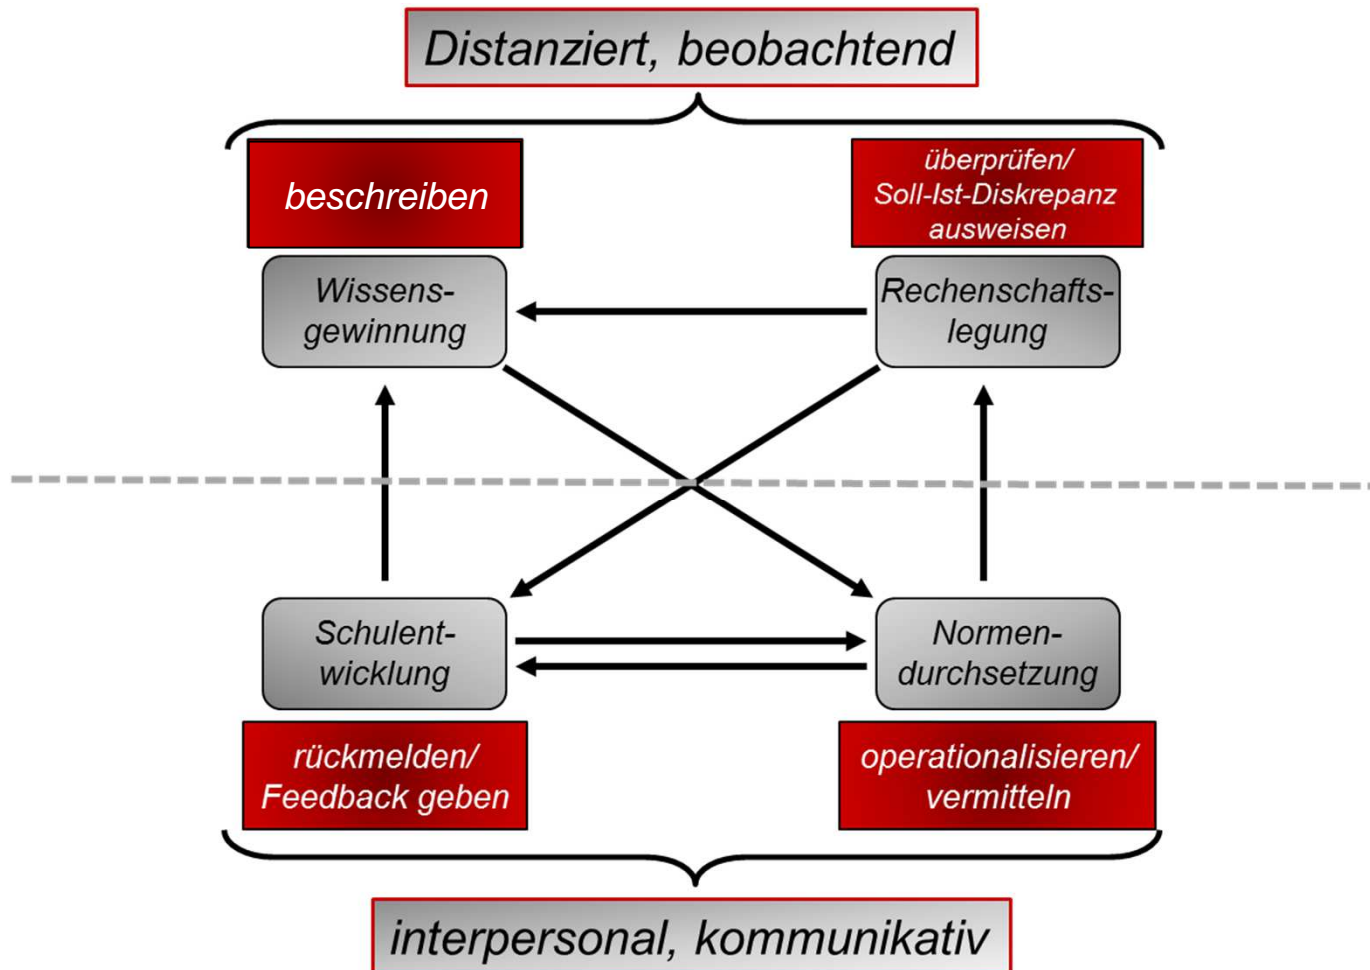 Distanziert, beobachtend
beschreiben
überprüfen/
Soll-Ist-Diskrepanz
ausweisen
Wissens-
gewinnung
Rechenschafts-
legung
Schulent-
wicklung
Normen-
durchsetzung
rückmelden/
Feedback geben
operationalisieren/
vermitteln
interpersonal, kommunikativ